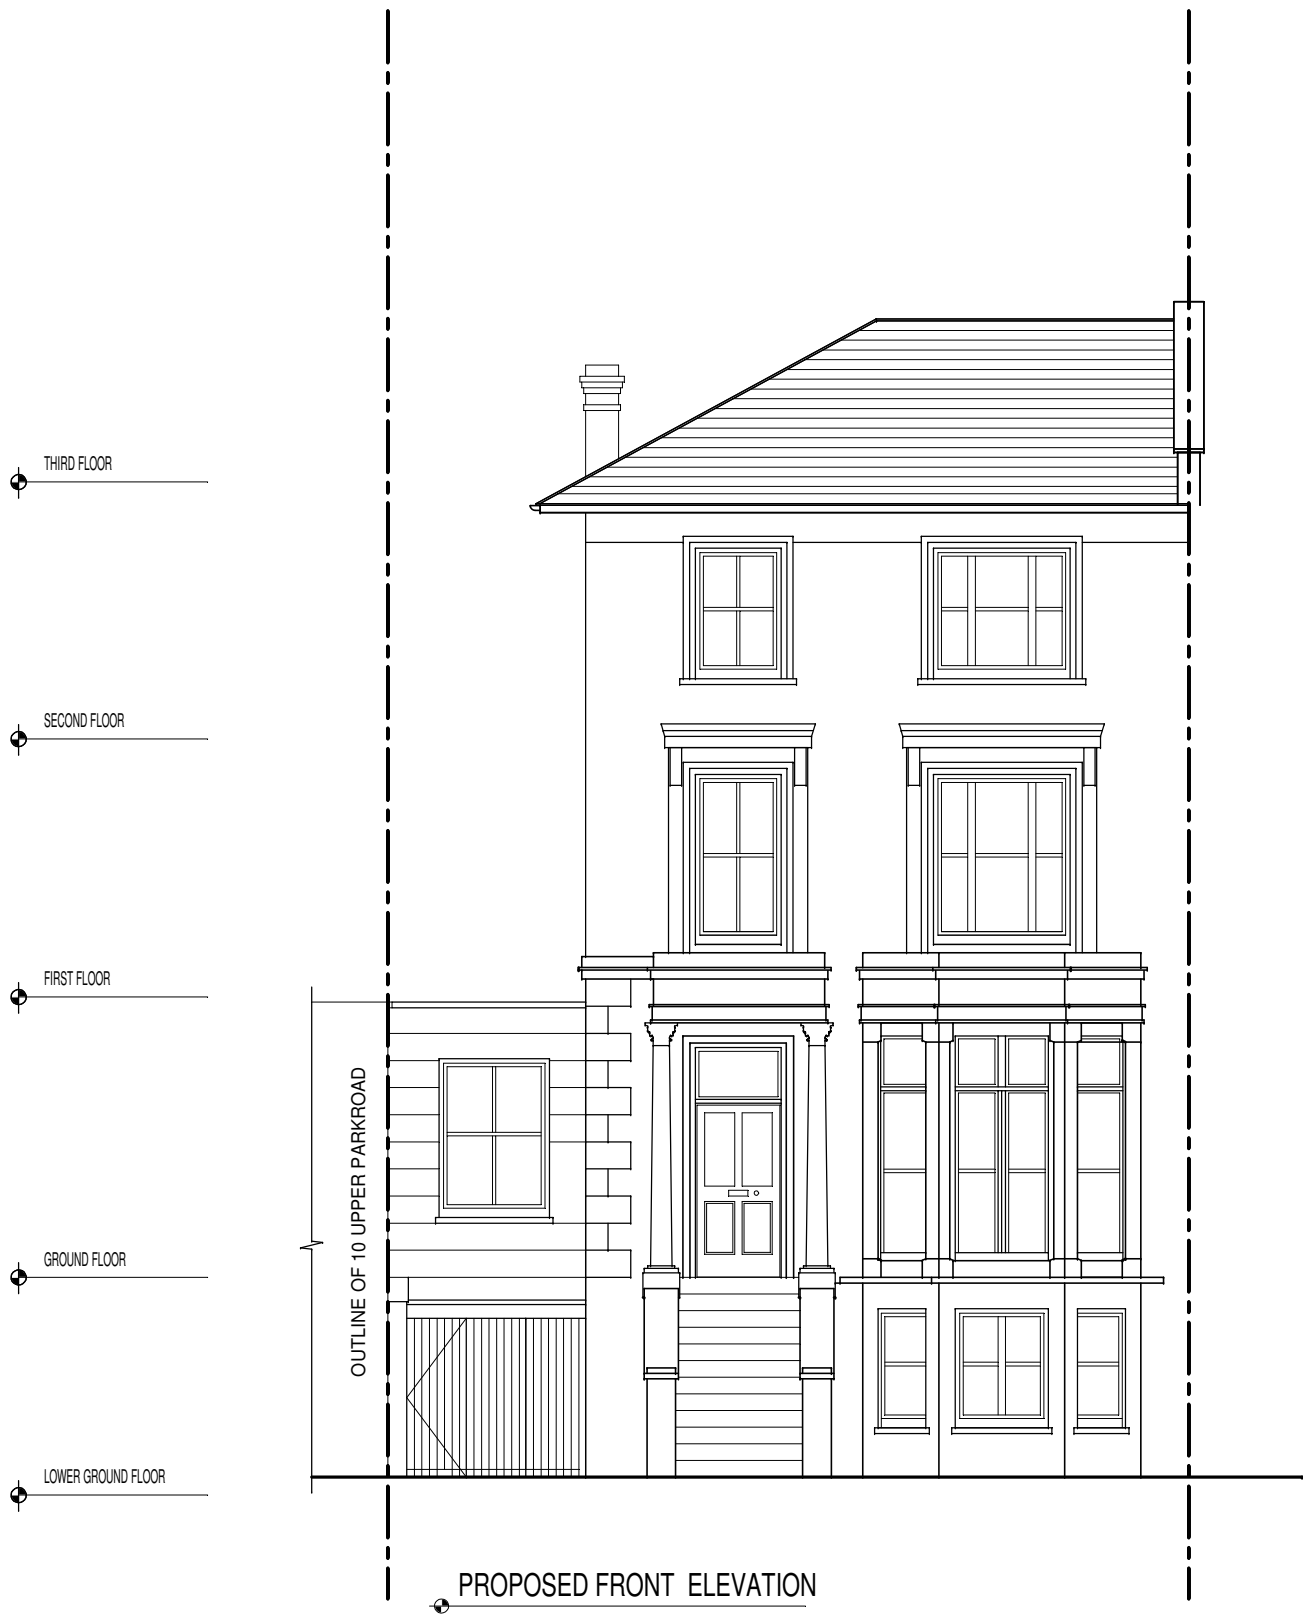 THIRD FLOOR
SECOND FLOOR
FIRST FLOOR
OUTLINE OF 10 UPPER PARKROAD
GROUND FLOOR
LOWER GROUND FLOOR
PROPOSED FRONT ELEVATION